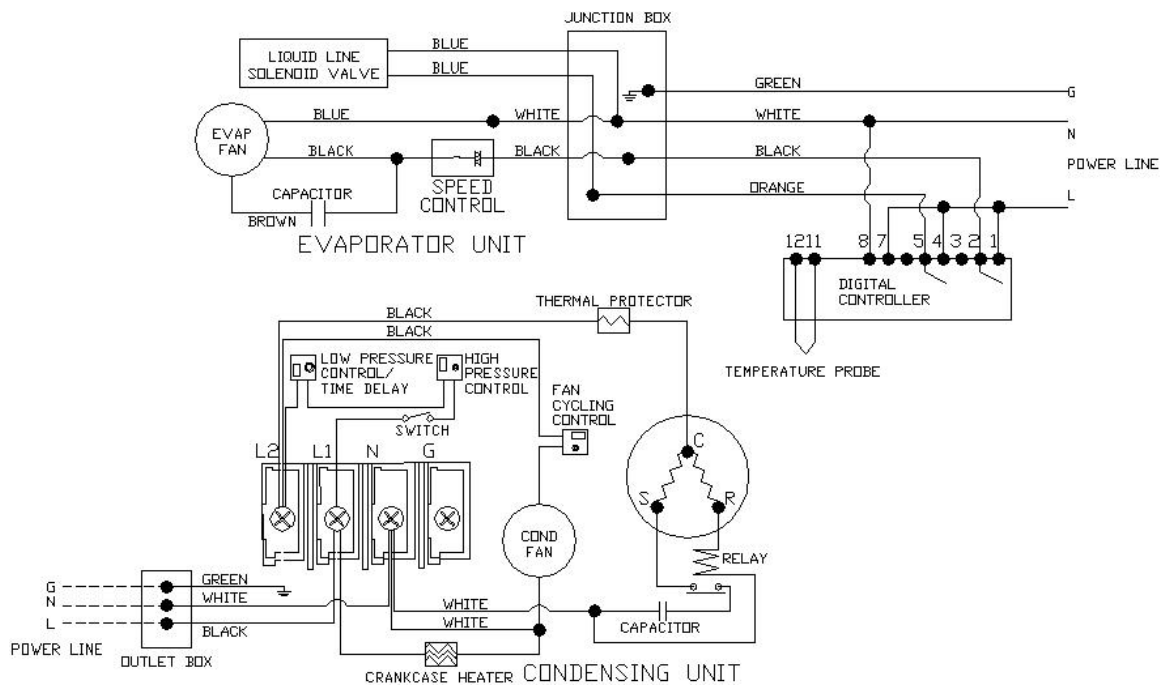 JUNCTION BOX
LIQUID LINE
SOLENOID VALVE
BLUE
BLUE
GREEN
G
EVAP
FAN
BLUE
WHITE
WHITE
N
BLACK
SPEED
CONTROL
BLACK
BLACK
POWER LINE
CAPACITOR
BROWN
ORANGE
L
EVAPORATOR UNIT
12 11 8 7 5 4 3 2 1
DIGITAL
CONTROLLER
TEMPERATURE PROBE
BLACK
THERMAL PROTECTOR
BLACK
LOW PRESSURE
CONTROL/
TIME DELAY
HIGH
PRESSURE
CONTROL
FAN
CYCLING
CONTROL
SWITCH
L2 L1 N G
C
S
R
COND
FAN
RELAY
G
GREEN
N
WHITE
L
BLACK
WHITE
WHITE
CAPACITOR
POWER LINE
OUTLET BOX
CRANKCASE HEATER
CONDENSING UNIT